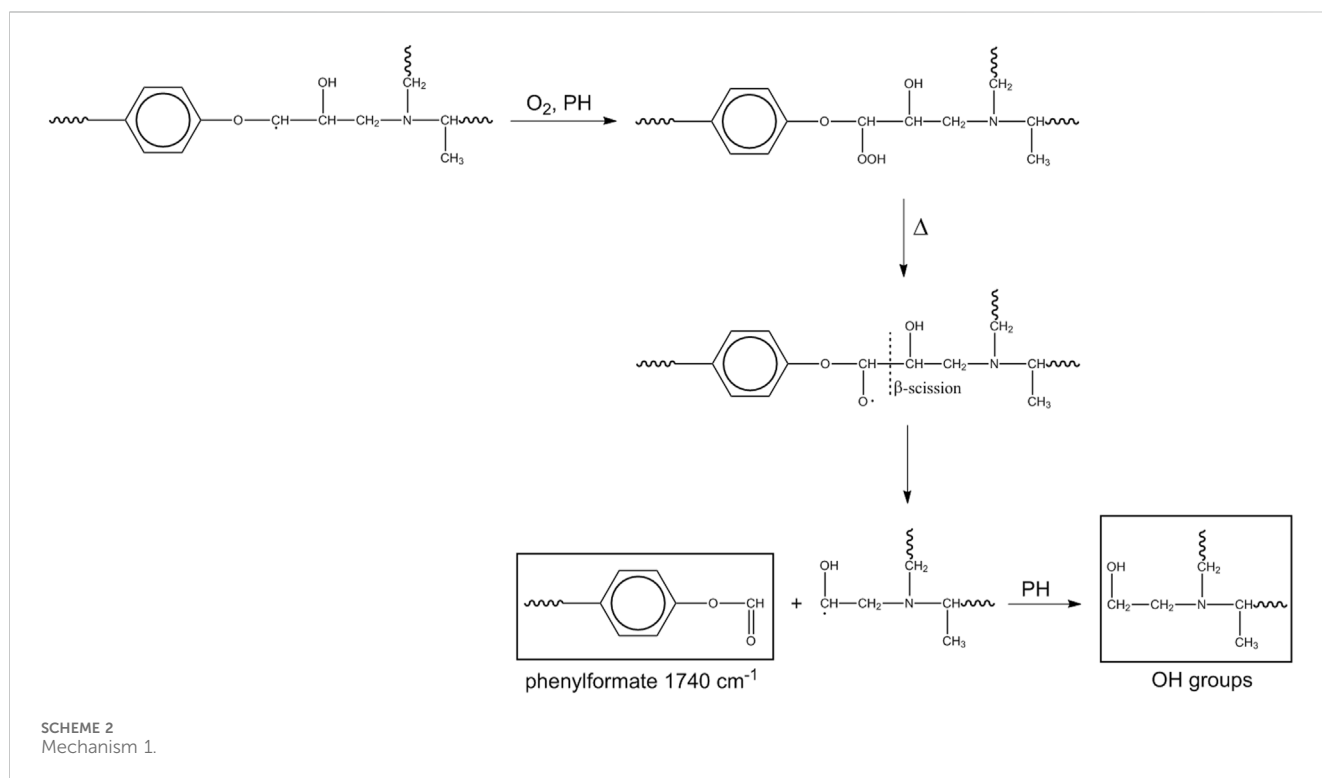 OH
CH₂
O—CH—CH—CH₂—N—CH
CH₃
O₂, PH
OH
CH₂
O—CH—CH—CH₂—N—CH
OOH
CH₃
Δ
OH
CH₂
O—CH—CH—CH₂—N—CH
O·
β-scission
CH₃
O—CH
O
phenylformate 1740 cm⁻¹
+
OH
CH₂
CH—CH₂—N—CH
·
CH₃
PH
OH
CH₂
CH₂—CH₂—N—CH
CH₃
OH groups
SCHEME 2
Mechanism 1.